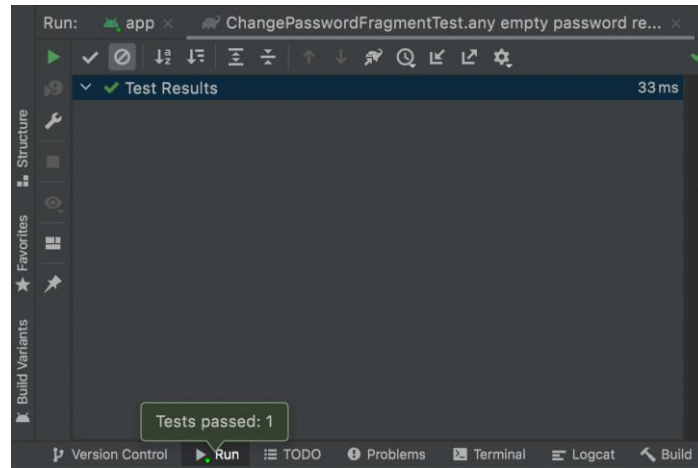 Run:
app
ChangePasswordFragmentTest.any empty password re...
Test Results
33 ms
Structure
Favorites
Build Variants
Tests passed: 1
Version Control
Run
TODO
Problems
Terminal
Logcat
Build